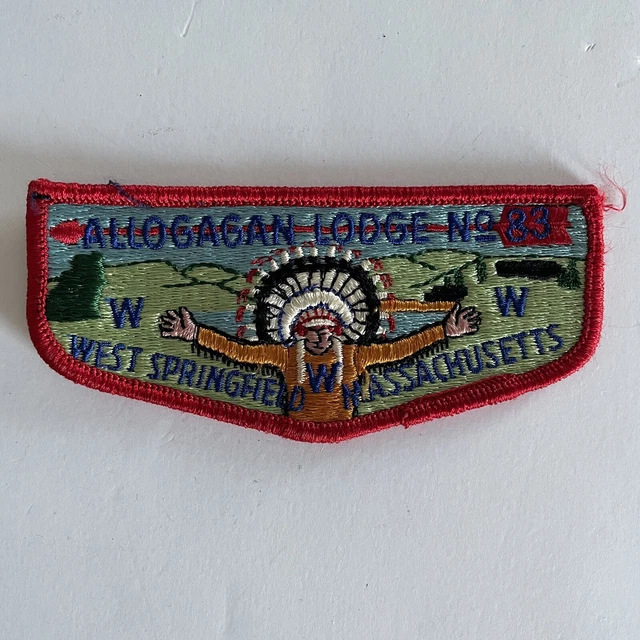 ALLOGAGAN LODGE No 83
W W
W
WEST SPRINGFIELD MASSACHUSETTS